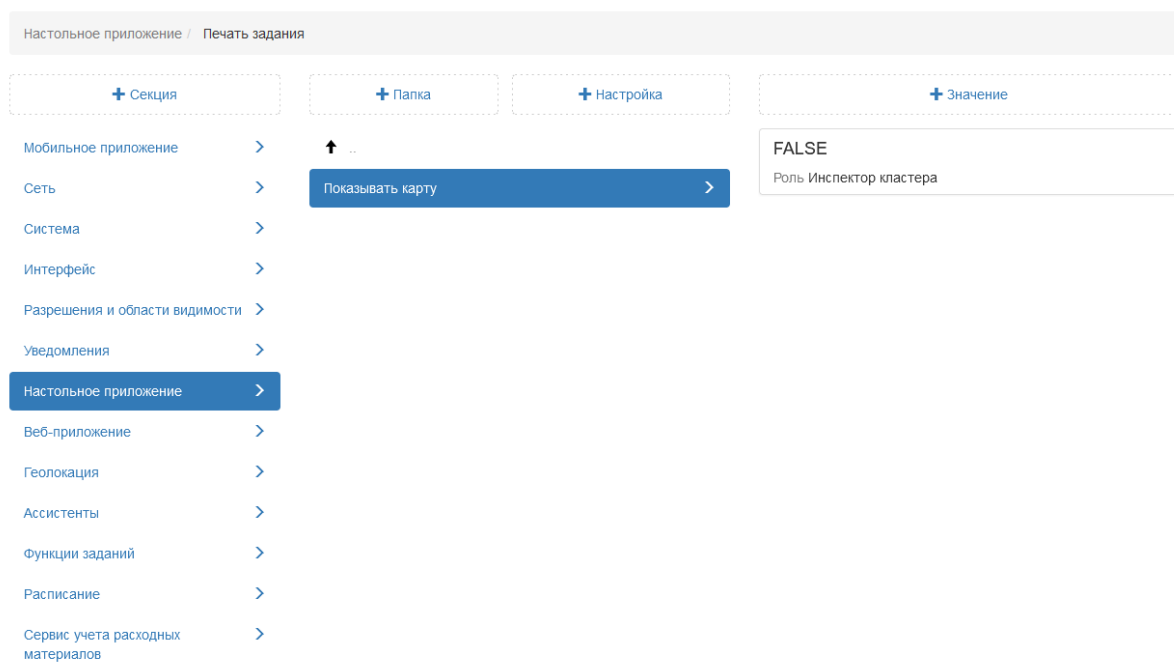 Настольное приложение / Печать задания
Секция
Папка
Настройка
Значение
Мобильное приложение
Сеть
Система
Интерфейс
Разрешения и области видимости
Уведомления
Настольное приложение
Веб-приложение
Геолокация
Ассистенты
Функции заданий
Расписание
Сервис учета расходных
материалов
..
Показывать карту
FALSE
Роль Инспектор кластера